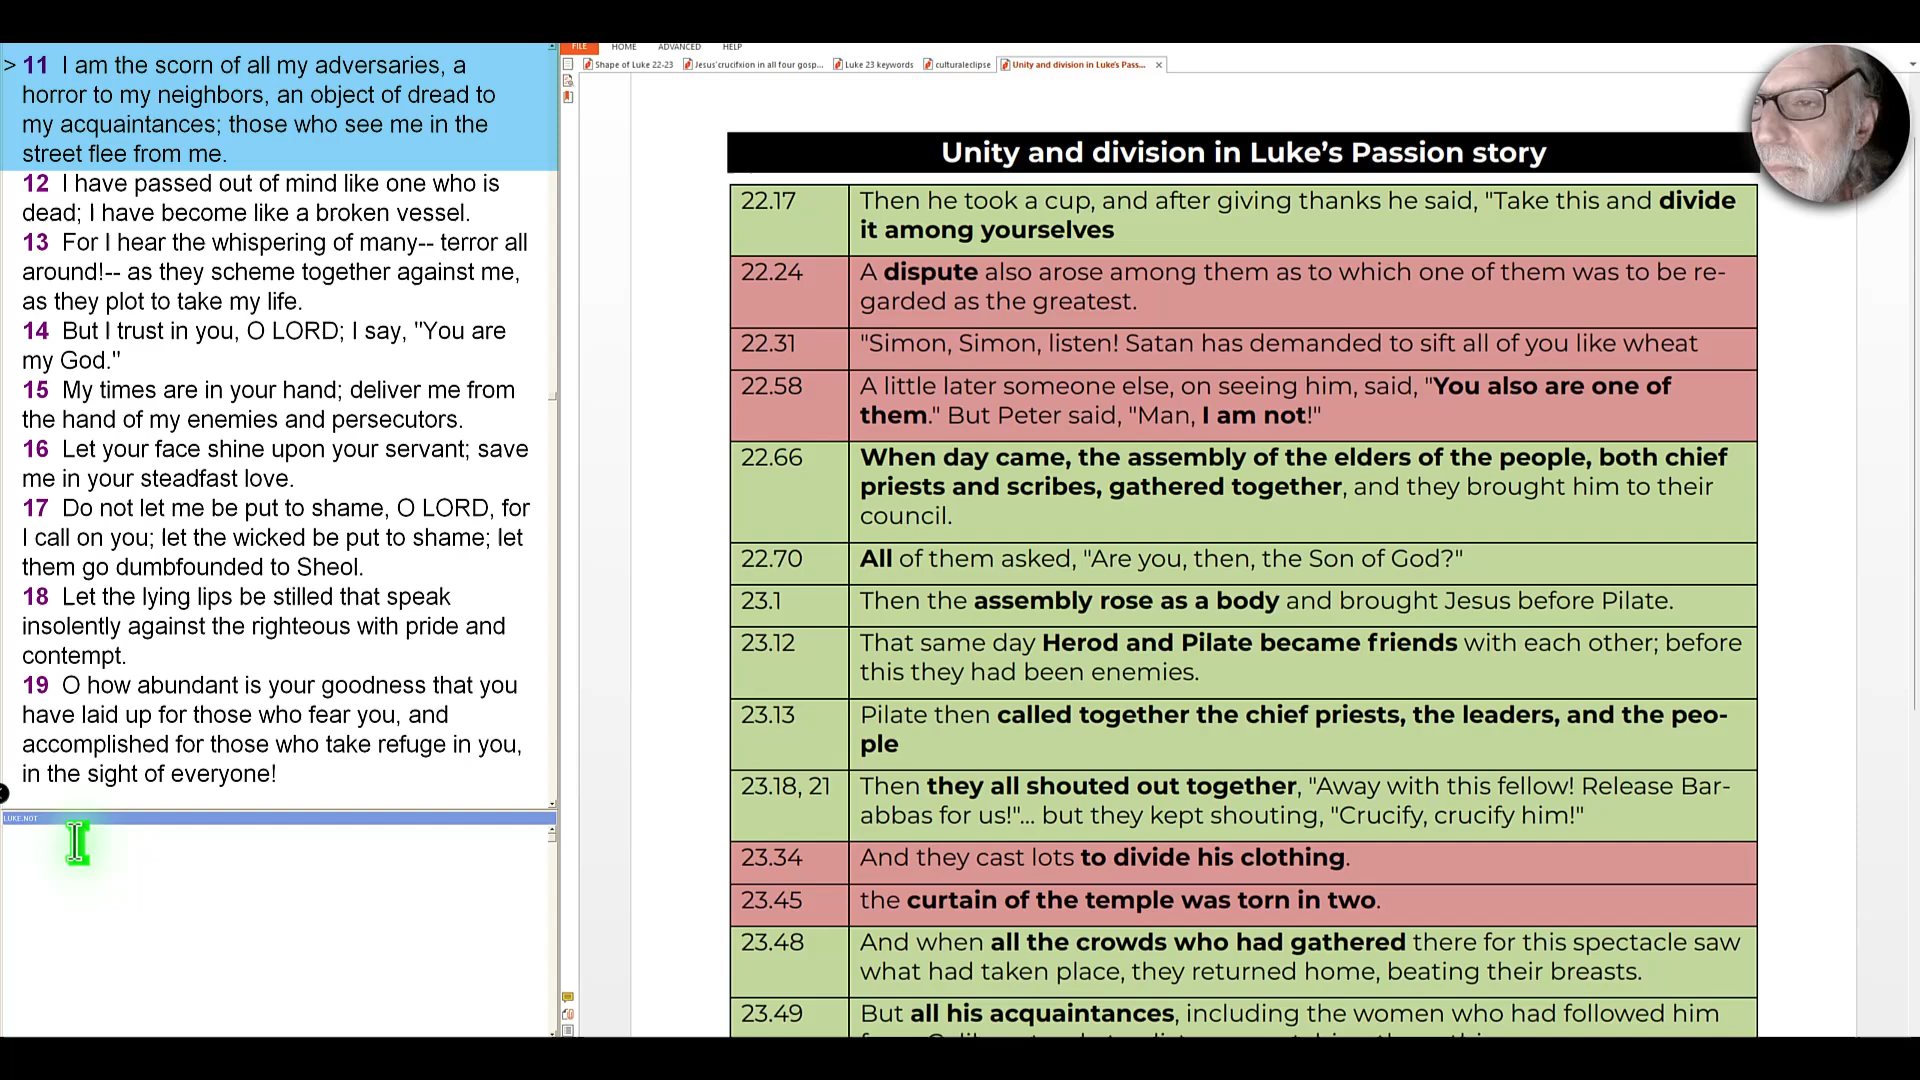 > 11 I am the scorn of all my adversaries, a
horror to my neighbors, an object of dread to
my acquaintances; those who see me in the
street flee from me.
12 I have passed out of mind like one who is
dead; I have become like a broken vessel.
13 For I hear the whispering of many-- terror all
around!-- as they scheme together against me,
as they plot to take my life.
14 But I trust in you, O LORD; I say, "You are
my God."
15 My times are in your hand; deliver me from
the hand of my enemies and persecutors.
16 Let your face shine upon your servant; save
me in your steadfast love.
17 Do not let me be put to shame, O LORD, for
I call on you; let the wicked be put to shame; let
them go dumbfounded to Sheol.
18 Let the lying lips be stilled that speak
insolently against the righteous with pride and
contempt.
19 O how abundant is your goodness that you
have laid up for those who fear you, and
accomplished for those who take refuge in you,
in the sight of everyone!
LUKE.NOT
FILE HOME ADVANCED HELP
Shape of Luke 22-23 Jesus'crucifxion in all four gosp... Luke 23 keywords culturaleclipse Unity and division in Luke's Pass...
Unity and division in Luke's Passion story
22.17 Then he took a cup, and after giving thanks he said, "Take this and divide
it among yourselves
22.24 A dispute also arose among them as to which one of them was to be re-
garded as the greatest.
22.31 "Simon, Simon, listen! Satan has demanded to sift all of you like wheat
22.58 A little later someone else, on seeing him, said, "You also are one of
them." But Peter said, "Man, I am not!"
22.66 When day came, the assembly of the elders of the people, both chief
priests and scribes, gathered together, and they brought him to their
council.
22.70 All of them asked, "Are you, then, the Son of God?"
23.1 Then the assembly rose as a body and brought Jesus before Pilate.
23.12 That same day Herod and Pilate became friends with each other; before
this they had been enemies.
23.13 Pilate then called together the chief priests, the leaders, and the peo-
ple
23.18, 21 Then they all shouted out together, "Away with this fellow! Release Bar-
abbas for us!"... but they kept shouting, "Crucify, crucify him!"
23.34 And they cast lots to divide his clothing.
23.45 the curtain of the temple was torn in two.
23.48 And when all the crowds who had gathered there for this spectacle saw
what had taken place, they returned home, beating their breasts.
23.49 But all his acquaintances, including the women who had followed him